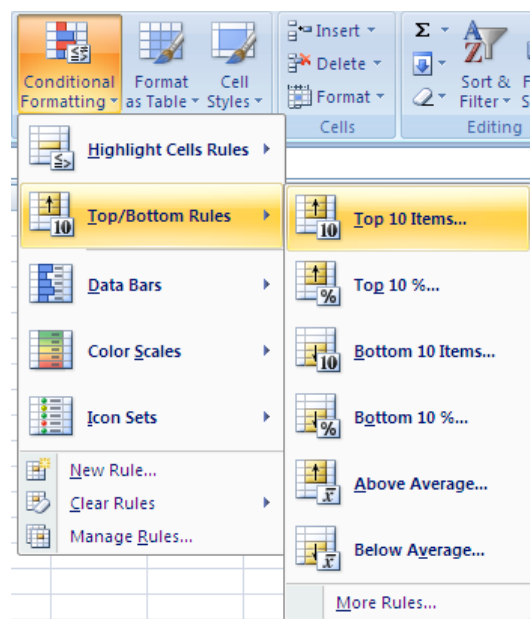 Insert
Σ
Delete
Conditional Formatting
Format as Table
Cell Styles
Format
Sort & Filter
Cells
Editing
Highlight Cells Rules
Top/Bottom Rules
Top 10 Items...
Data Bars
Top 10 %...
Color Scales
Bottom 10 Items...
Icon Sets
Bottom 10 %...
New Rule...
Clear Rules
Above Average...
Manage Rules...
Below Average...
More Rules...